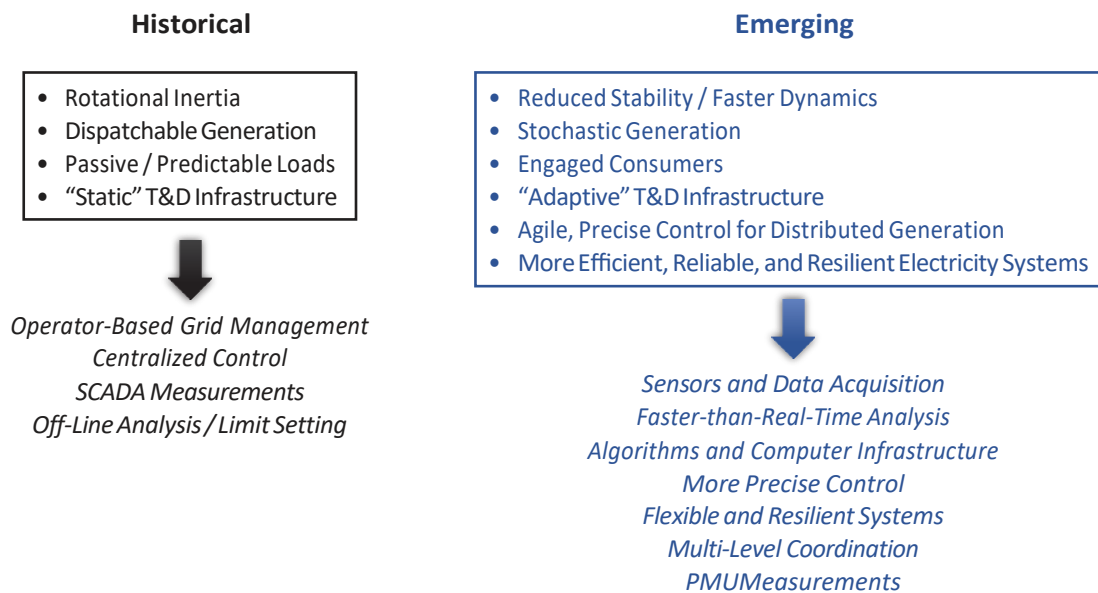 Historical
• Rotational Inertia
• Dispatchable Generation
• Passive / Predictable Loads
• “Static” T&D Infrastructure
Operator-Based Grid Management
Centralized Control
SCADA Measurements
Off-Line Analysis / Limit Setting
Emerging
• Reduced Stability / Faster Dynamics
• Stochastic Generation
• Engaged Consumers
• “Adaptive” T&D Infrastructure
• Agile, Precise Control for Distributed Generation
• More Efficient, Reliable, and Resilient Electricity Systems
Sensors and Data Acquisition
Faster-than-Real-Time Analysis
Algorithms and Computer Infrastructure
More Precise Control
Flexible and Resilient Systems
Multi-Level Coordination
PMUMeasurements